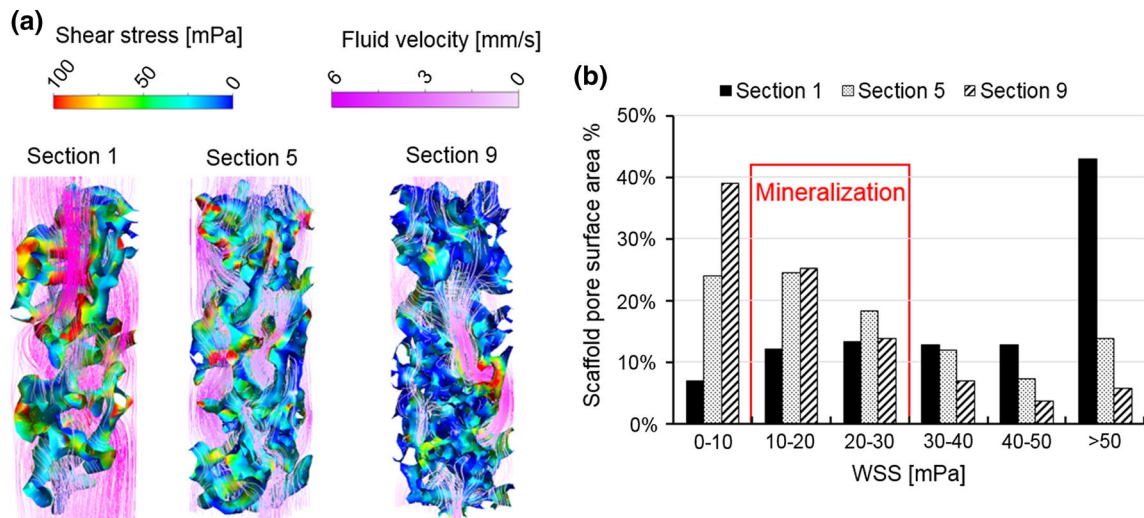 (a)
Shear stress [mPa]
100 50 0
Fluid velocity [mm/s]
6 3 0
Section 1 Section 5 Section 9
(b)
Section 1 Section 5 Section 9
Scaffold pore surface area %
50%
40%
30%
20%
10%
0%
Mineralization
0-10 10-20 20-30 30-40 40-50 >50
WSS [mPa]